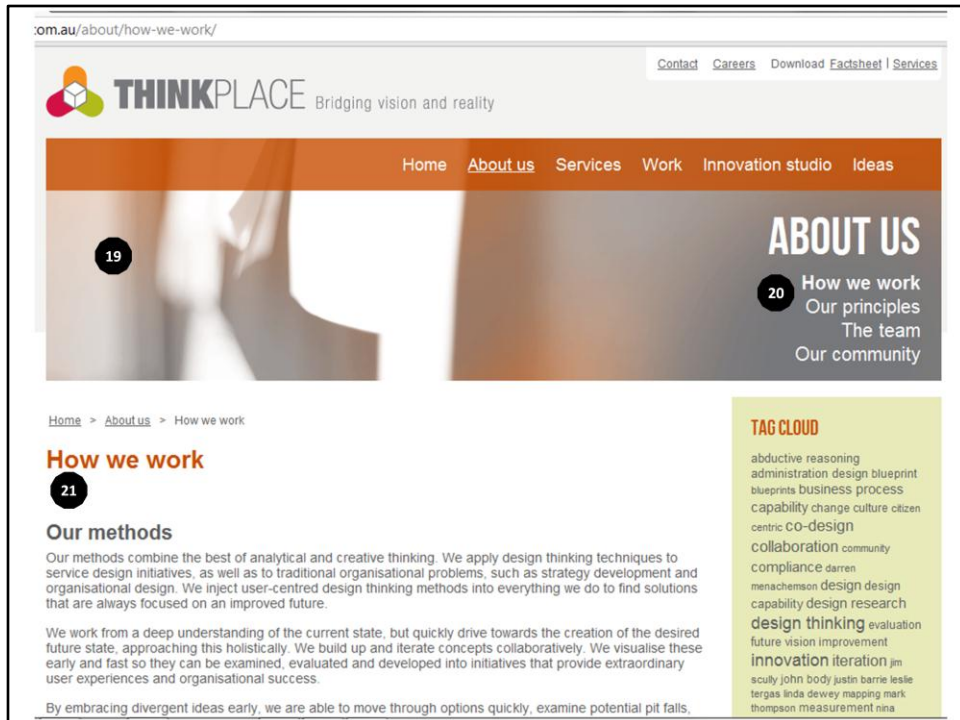 :om.au/about/how-we-work/
Contact Careers Download Factsheet | Services
THINKPLACE Bridging vision and reality
Home About us Services Work Innovation studio Ideas
ABOUT US
19
20 How we work
Our principles
The team
Our community
Home > About us > How we work
How we work
21
Our methods
Our methods combine the best of analytical and creative thinking. We apply design thinking techniques to
service design initiatives, as well as to traditional organisational problems, such as strategy development and
organisational design. We inject user-centred design thinking methods into everything we do to find solutions
that are always focused on an improved future.
We work from a deep understanding of the current state, but quickly drive towards the creation of the desired
future state, approaching this holistically. We build up and iterate concepts collaboratively. We visualise these
early and fast so they can be examined, evaluated and developed into initiatives that provide extraordinary
user experiences and organisational success.
By embracing divergent ideas early, we are able to move through options quickly, examine potential pit falls,
TAG CLOUD
abductive reasoning
administration design blueprint
blueprints business process
capability change culture citizen
centric co-design
collaboration community
compliance darren
menachemson design design
capability design research
design thinking evaluation
future vision improvement
innovation iteration jim
scully john body justin barrie leslie
tergas linda dewey mapping mark
thompson measurement nina